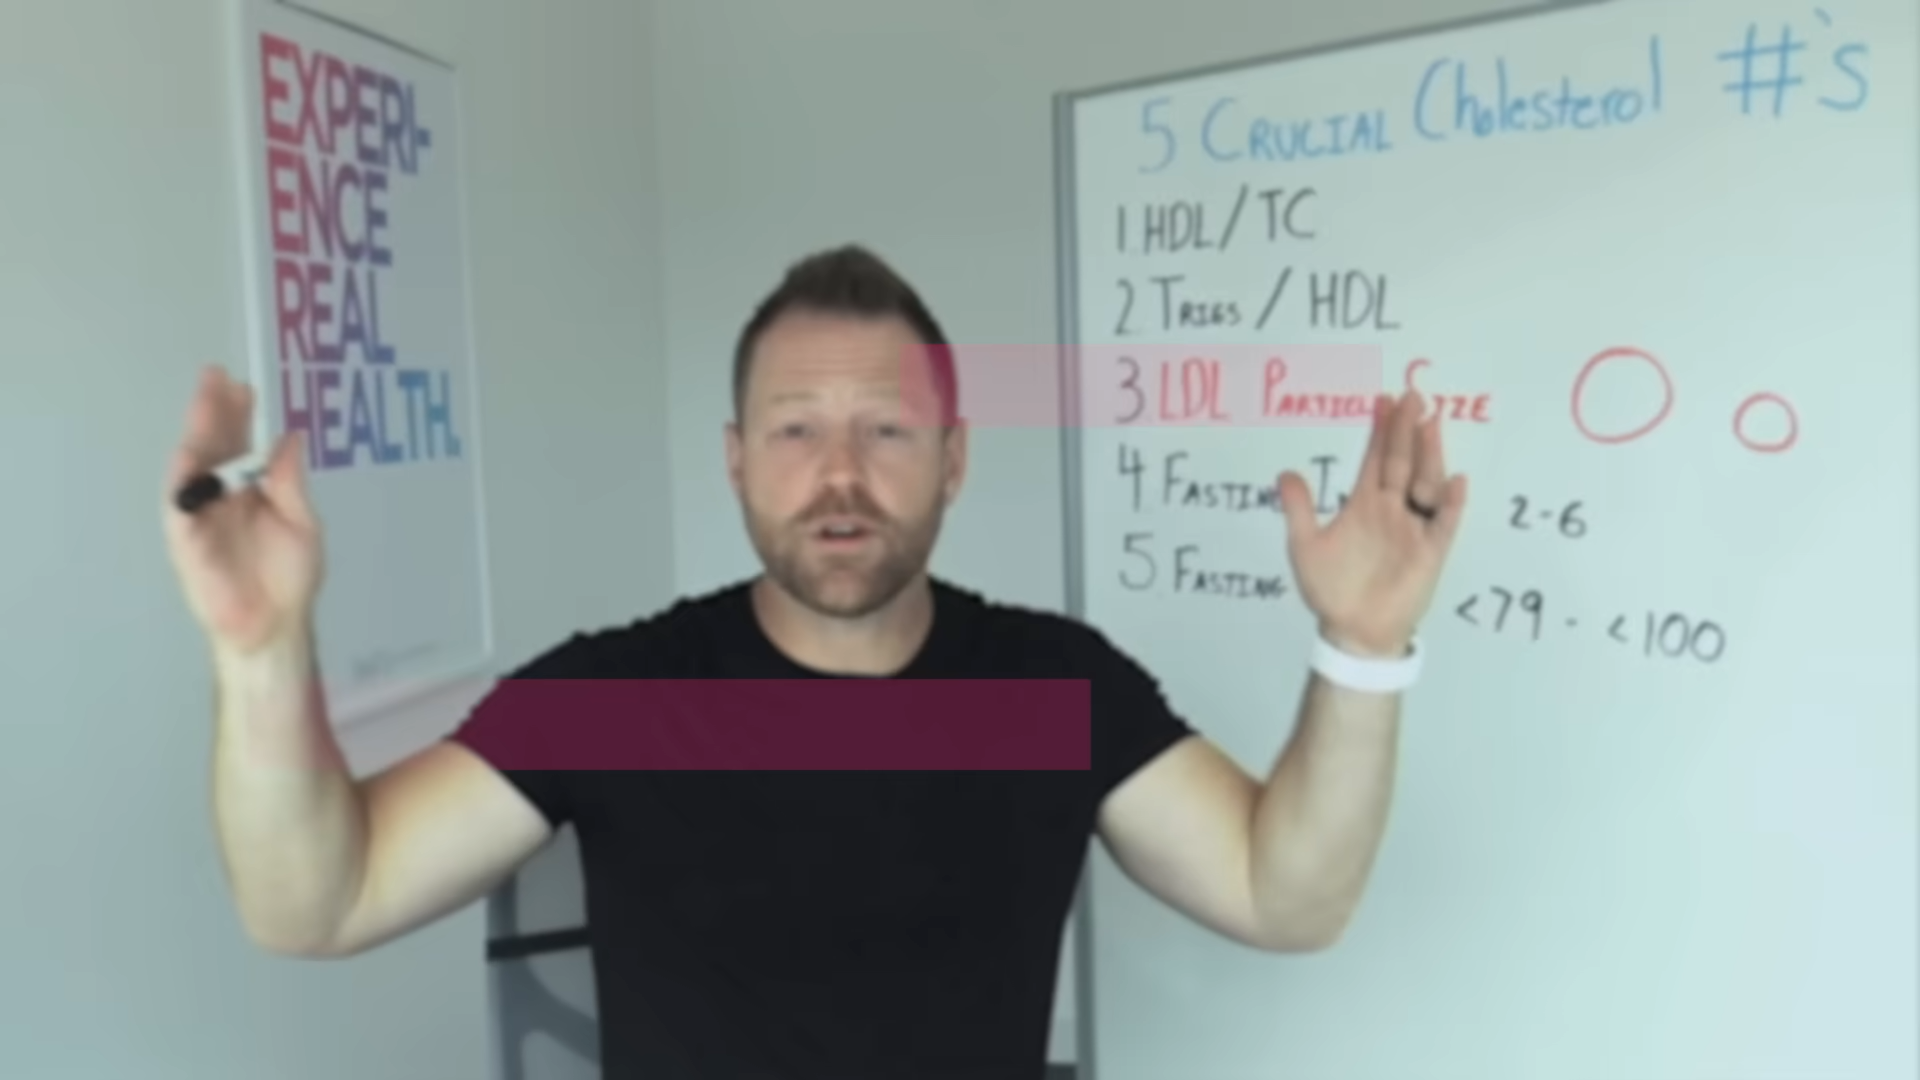 EXPERI-
ENCE
REAL
HEALTH.
5 CRUCIAL Cholesterol #'s
1. HDL/TC
2 TRIGS / HDL
3. LDL PARTICLE SIZE
4 FASTING 2-6
5 FASTING <79 - <100